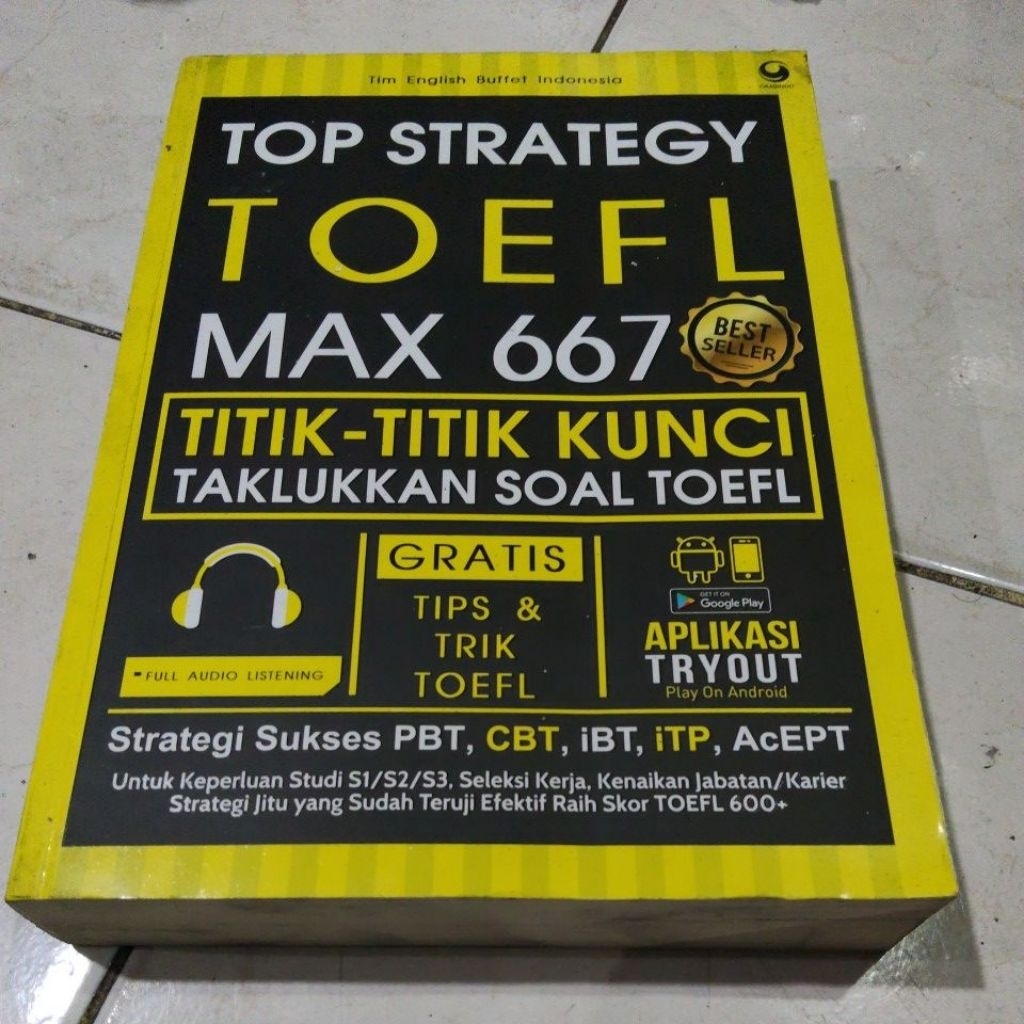 Tim English Buffet Indonesia
TOP STRATEGY
TOEFL
MAX 667
BEST
SELLER
TITIK-TITIK KUNCI
TAKLUKKAN SOAL TOEFL
FULL AUDIO LISTENING
GRATIS
TIPS &
TRIK
TOEFL
GET IT ON
Google Play
APLIKASI
TRYOUT
Play On Android
Strategi Sukses PBT, CBT, iBT, iTP, AcEPT
Untuk Keperluan Studi S1/S2/S3, Seleksi Kerja, Kenaikan Jabatan/Karier
Strategi Jitu yang Sudah Teruji Efektif Raih Skor TOEFL 600+